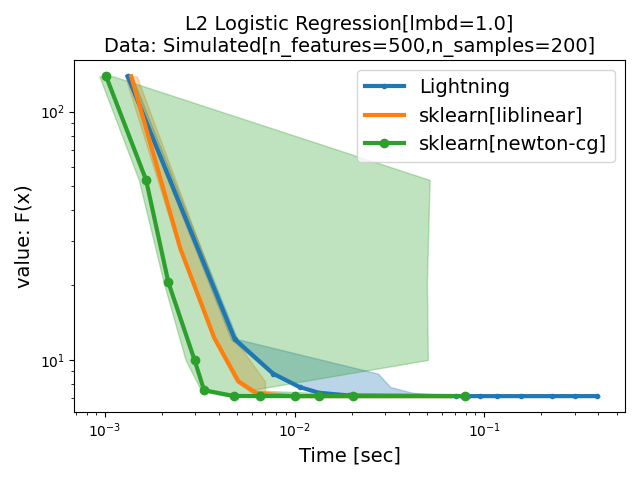 L2 Logistic Regression[lmbd=1.0]
Data: Simulated[n_features=500,n_samples=200]
Lightning
sklearn[liblinear]
sklearn[newton-cg]
value: F(x)
10²
10¹
10⁻³
10⁻²
10⁻¹
Time [sec]